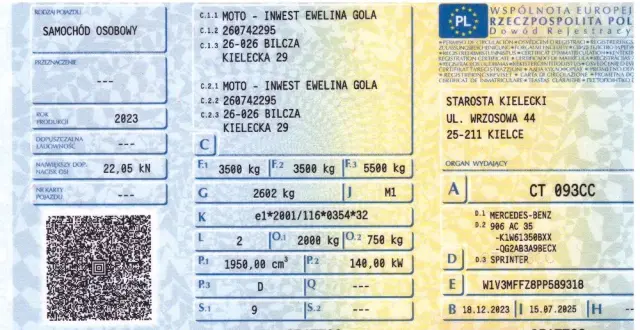 RODZAJ POJAZDU
SAMOCHÓD OSOBOWY
PRZEZNACZENIE
---
ROK PRODUKCJI
2023
DOPUSZCZALNA ŁADOWNOŚĆ
---
NAJWIĘKSZY DOP. NACISK OSI
22,05 kN
NR KARTY POJAZDU
---
C.1.1 MOTO - INWEST EWELINA GOLA
C.1.2 260742295
C.1.3 26-026 BILCZA
KIELECKA 29
C.2.1 MOTO - INWEST EWELINA GOLA
C.2.2 260742295
C.2.3 26-026 BILCZA
KIELECKA 29
C
F.1 3500 kg F.2 3500 kg F.3 5500 kg
G 2602 kg J M1
K e1*2001/116*0354*32
L 2 O.1 2000 kg O.2 750 kg
P.1 1950,00 cm³ P.2 140,00 kW
P.3 D Q ---
S.1 9 S.2 ---
PL
WSPÓLNOTA EUROPEJ
RZECZPOSPOLITA POL
Dowód Rejestracy
STAROSTA KIELECKI
UL. WRZOSOWA 44
25-211 KIELCE
ORGAN WYDAJĄCY
A CT 093CC
D.1 MERCEDES-BENZ
D.2 906 AC 35
-K1W61350BXX
-QG2AB3A98ECX
D D.3 SPRINTER
E W1V3MFFZ8PP589318
B 18.12.2023 I 15.07.2025 H --